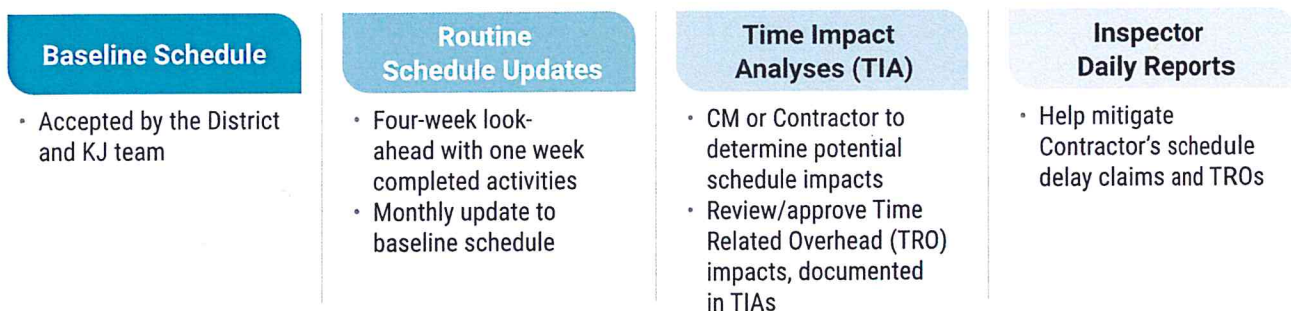 Baseline Schedule
• Accepted by the District
and KJ team
Routine
Schedule Updates
• Four-week look-
ahead with one week
completed activities
• Monthly update to
baseline schedule
Time Impact
Analyses (TIA)
• CM or Contractor to
determine potential
schedule impacts
• Review/approve Time
Related Overhead (TRO)
impacts, documented
in TIAs
Inspector
Daily Reports
• Help mitigate
Contractor's schedule
delay claims and TROs